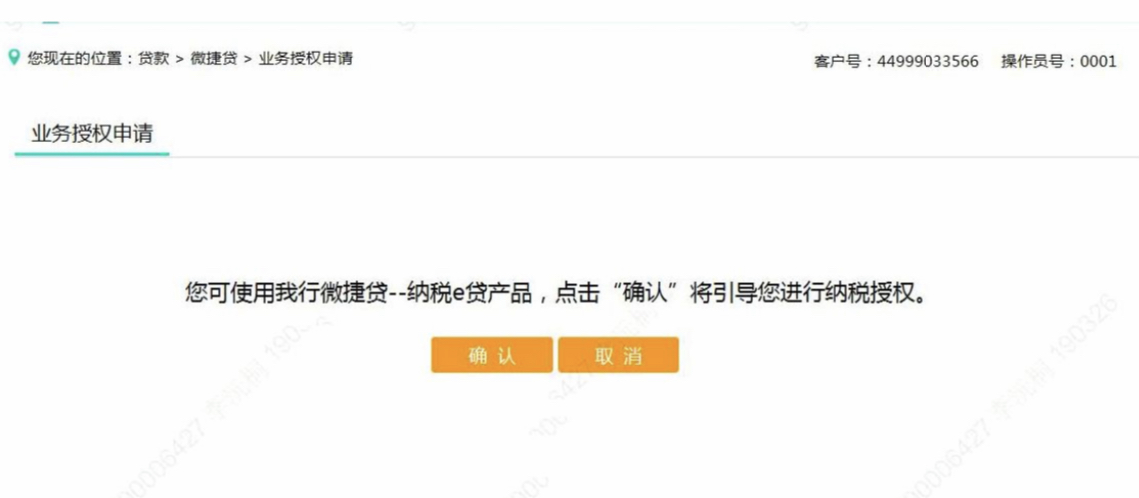 您现在的位置：贷款 > 微捷贷 > 业务授权申请
客户号：44999033566 操作员号：0001
业务授权申请
您可使用我行微捷贷--纳税e贷产品，点击“确认”将引导您进行纳税授权。
确 认
取 消